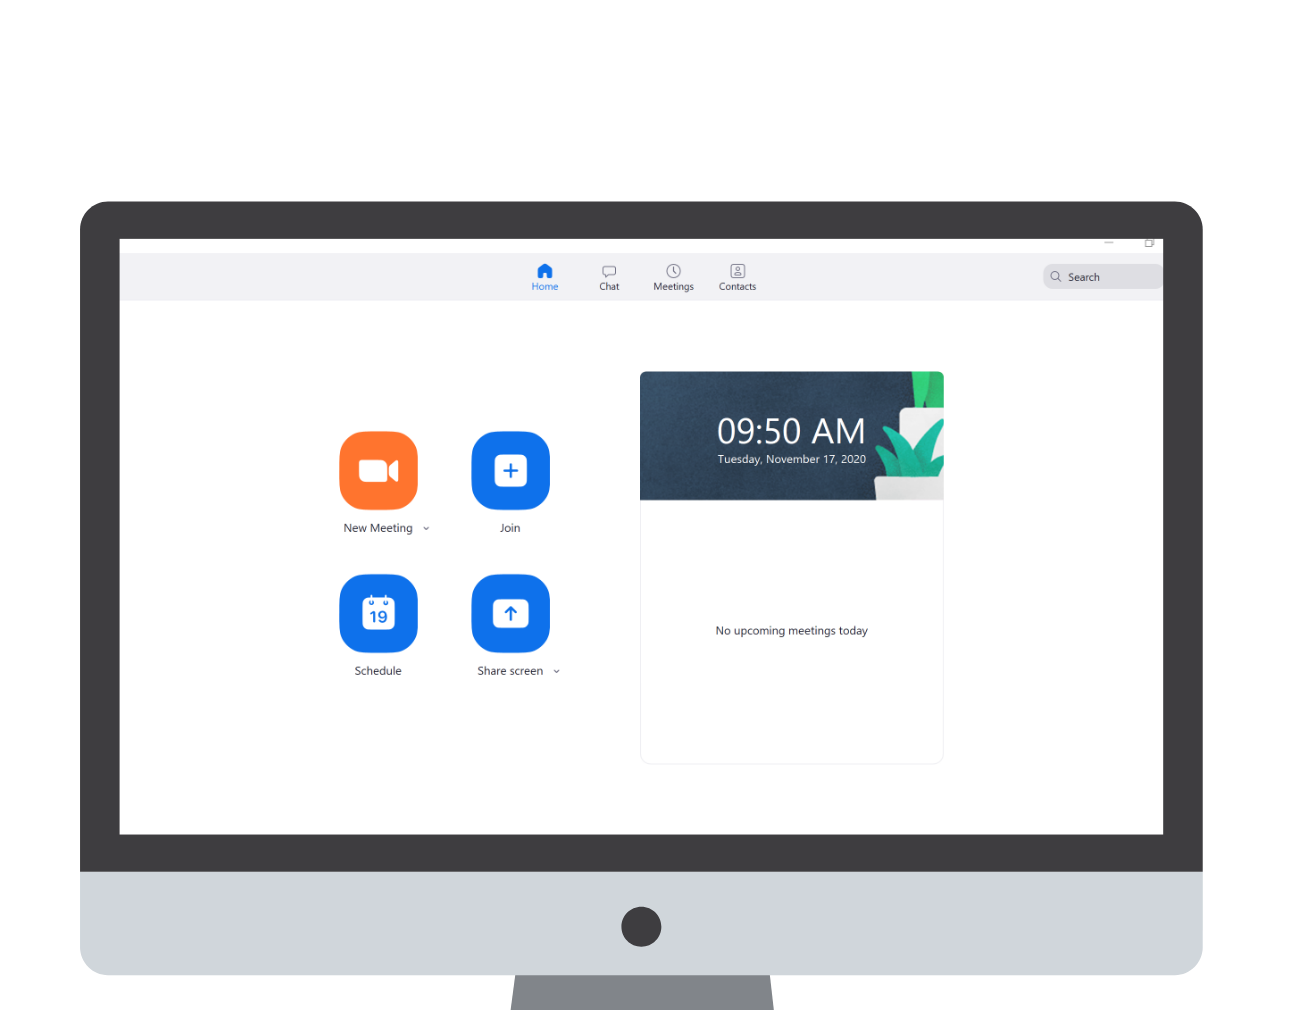 Home
Chat
Meetings
Contacts
Search
09:50 AM
Tuesday, November 17, 2020
New Meeting
Join
19
Schedule
Share screen
No upcoming meetings today